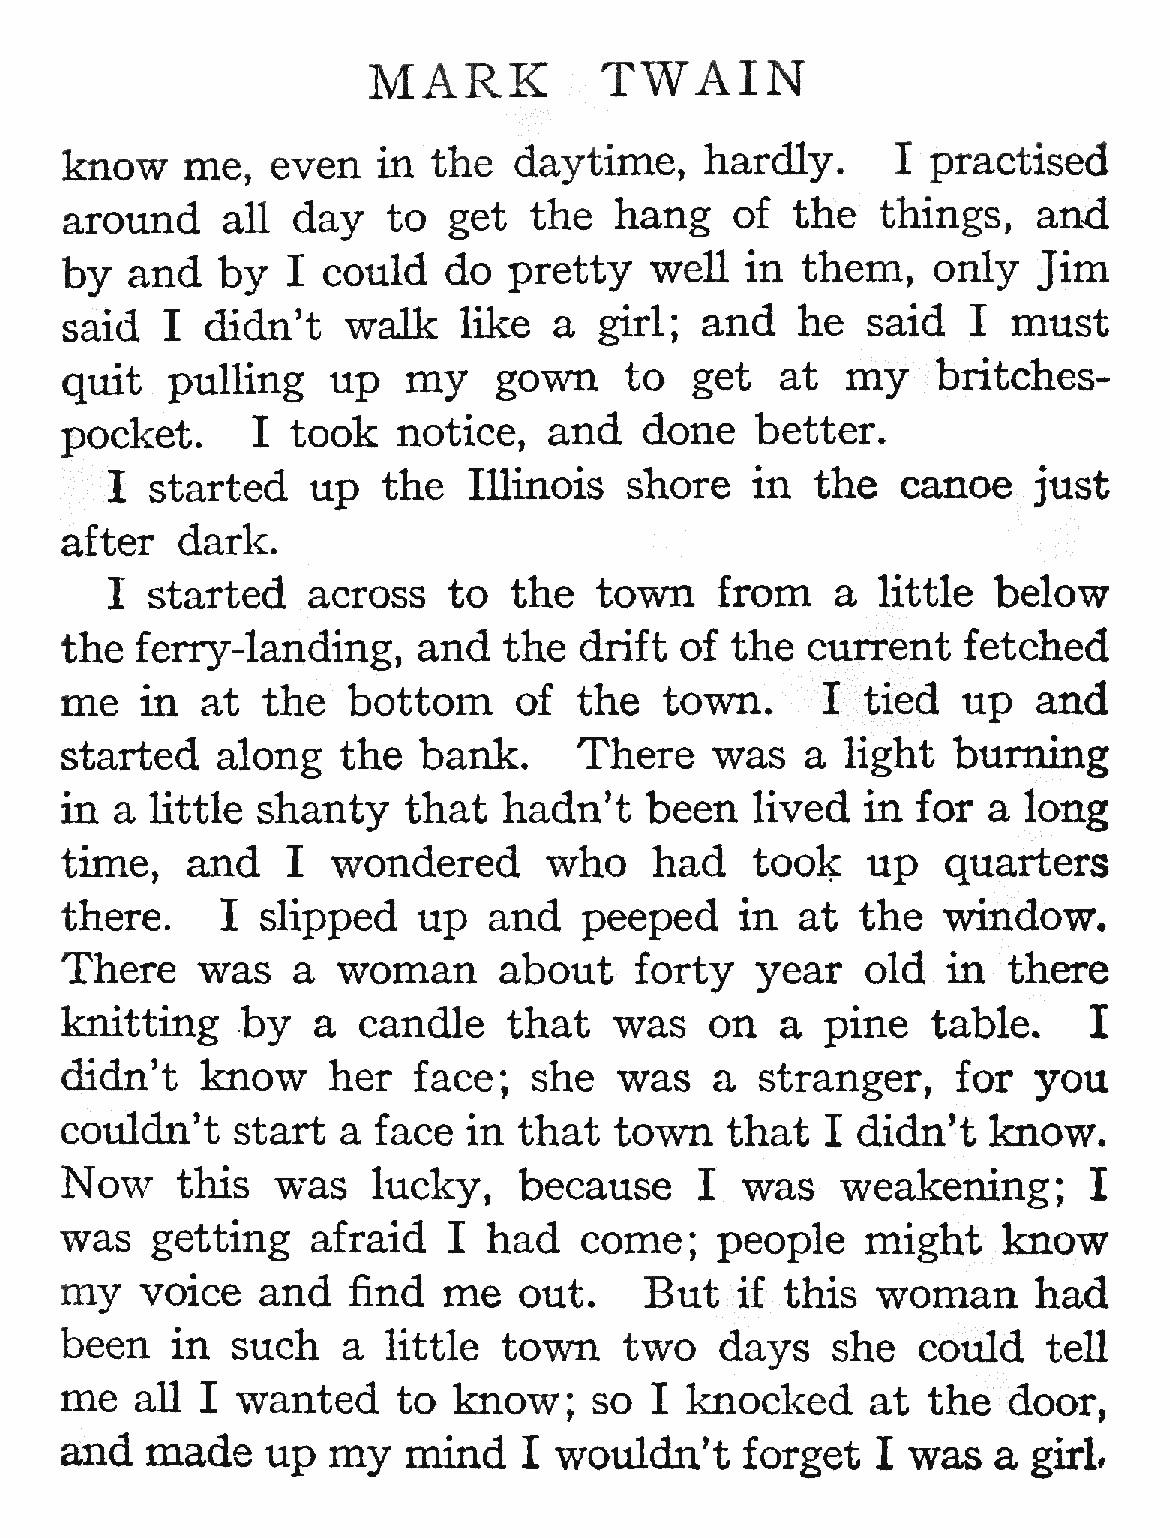 MARK TWAIN
know me, even in the daytime, hardly. I practised
around all day to get the hang of the things, and
by and by I could do pretty well in them, only Jim
said I didn't walk like a girl; and he said I must
quit pulling up my gown to get at my britches-
pocket. I took notice, and done better.
I started up the Illinois shore in the canoe just
after dark.
I started across to the town from a little below
the ferry-landing, and the drift of the current fetched
me in at the bottom of the town. I tied up and
started along the bank. There was a light burning
in a little shanty that hadn't been lived in for a long
time, and I wondered who had took up quarters
there. I slipped up and peeped in at the window.
There was a woman about forty year old in there
knitting by a candle that was on a pine table. I
didn't know her face; she was a stranger, for you
couldn't start a face in that town that I didn't know.
Now this was lucky, because I was weakening; I
was getting afraid I had come; people might know
my voice and find me out. But if this woman had
been in such a little town two days she could tell
me all I wanted to know; so I knocked at the door,
and made up my mind I wouldn't forget I was a girl.